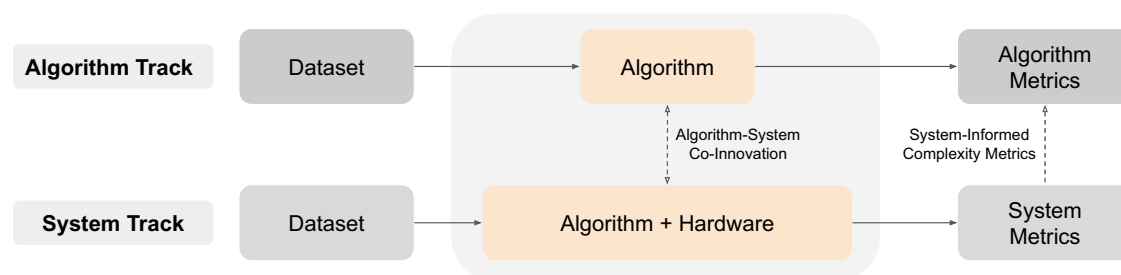 Algorithm Track
Dataset
Algorithm
Algorithm
Metrics
Algorithm-System
Co-Innovation
System-Informed
Complexity Metrics
System Track
Dataset
Algorithm + Hardware
System
Metrics